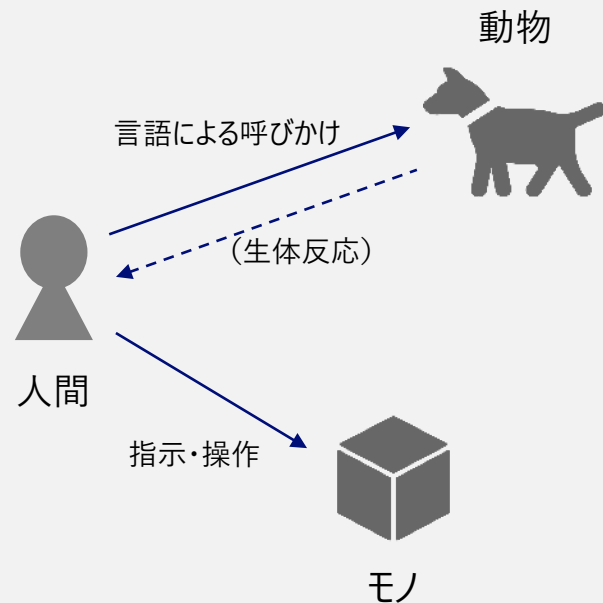 動物
言語による呼びかけ
（生体反応）
人間
指示・操作
モノ